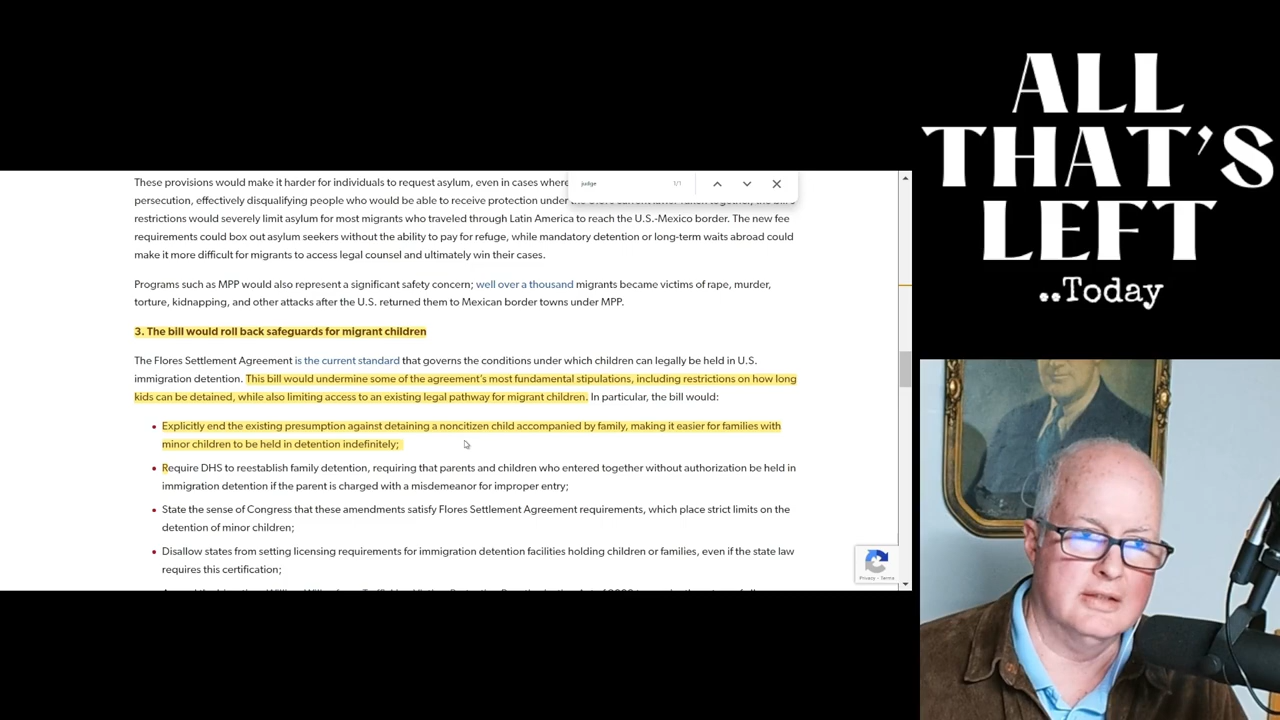 judge 1/1
These provisions would make it harder for individuals to request asylum, even in cases where
persecution, effectively disqualifying people who would be able to receive protection under
restrictions would severely limit asylum for most migrants who traveled through Latin America to reach the U.S.-Mexico border. The new fee
requirements could box out asylum seekers without the ability to pay for refuge, while mandatory detention or long-term waits abroad could
make it more difficult for migrants to access legal counsel and ultimately win their cases.
Programs such as MPP would also represent a significant safety concern; well over a thousand migrants became victims of rape, murder,
torture, kidnapping, and other attacks after the U.S. returned them to Mexican border towns under MPP.
3. The bill would roll back safeguards for migrant children
The Flores Settlement Agreement is the current standard that governs the conditions under which children can legally be held in U.S.
immigration detention. This bill would undermine some of the agreement's most fundamental stipulations, including restrictions on how long
kids can be detained, while also limiting access to an existing legal pathway for migrant children. In particular, the bill would:
• Explicitly end the existing presumption against detaining a noncitizen child accompanied by family, making it easier for families with
minor children to be held in detention indefinitely;
• Require DHS to reestablish family detention, requiring that parents and children who entered together without authorization be held in
immigration detention if the parent is charged with a misdemeanor for improper entry;
• State the sense of Congress that these amendments satisfy Flores Settlement Agreement requirements, which place strict limits on the
detention of minor children;
• Disallow states from setting licensing requirements for immigration detention facilities holding children or families, even if the state law
requires this certification;
Privacy - Terms
ALL
THAT'S
LEFT
..Today